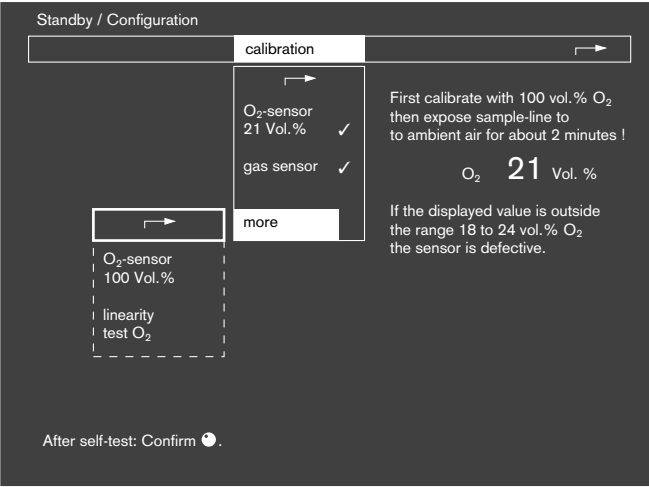 Standby / Configuration
calibration
O₂-sensor
21 Vol.% ✓
gas sensor ✓
more
O₂-sensor
100 Vol.%
linearity
test O₂
First calibrate with 100 vol.% O₂
then expose sample-line to
to ambient air for about 2 minutes !
O₂ 21 Vol. %
If the displayed value is outside
the range 18 to 24 vol.% O₂
the sensor is defective.
After self-test: Confirm .